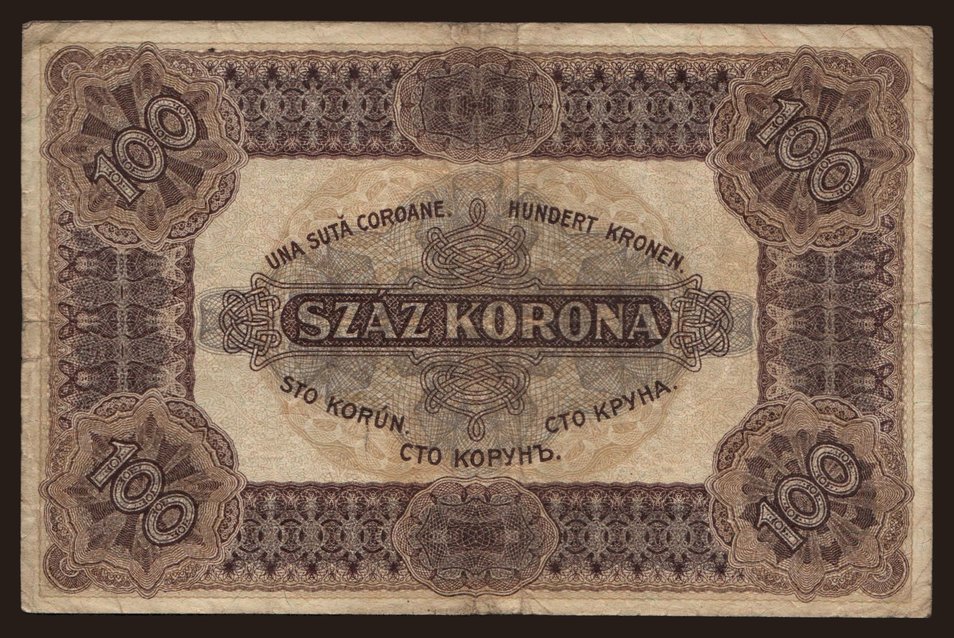 100
100
UNA SUTĂ COROANE.
HUNDERT KRONEN.
SZÁZ KORONA
STO KORÚN.
СТО КРУНА.
СТО КОРУНЪ.
100
100